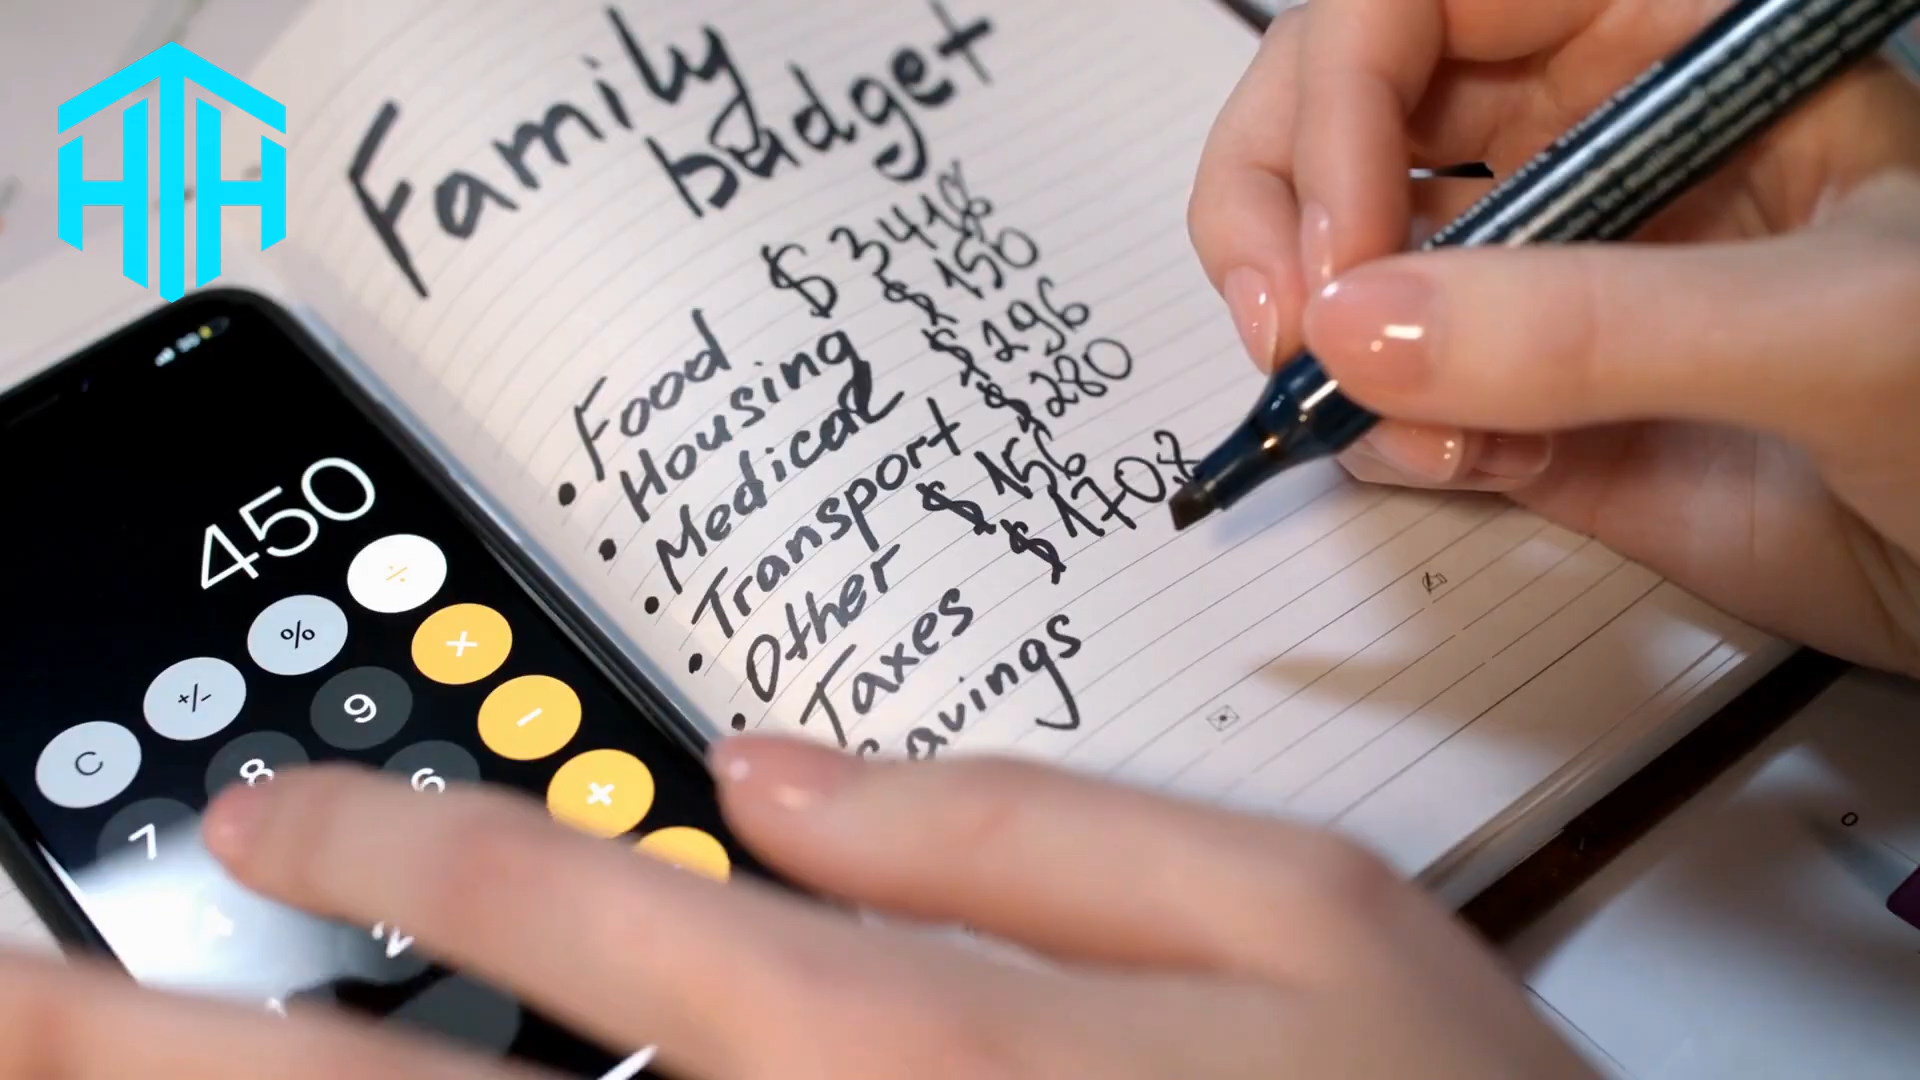 HTH
Family
budget
• Food $ 3418
• Housing $ 150
• Medical $ 296
• Transport $ 280
• Other $ 156
Taxes $ 1708
Savings
450
C +/- % ÷
7 8 9 ×
6 −
+